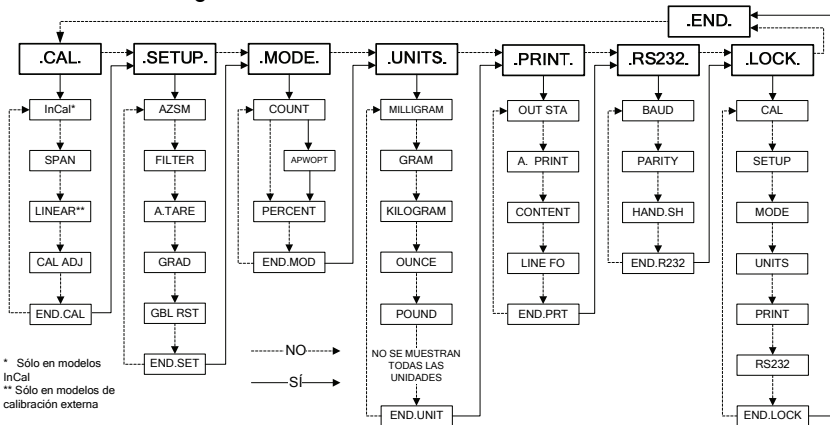 .END.
.CAL.
.SETUP.
.MODE.
.UNITS.
.PRINT.
.RS232.
.LOCK.
InCal*
SPAN
LINEAR**
CAL ADJ
END.CAL
AZSM
FILTER
A.TARE
GRAD
GBL RST
END.SET
COUNT
APWOPT
PERCENT
END.MOD
MILLIGRAM
GRAM
KILOGRAM
OUNCE
POUND
NO SE MUESTRAN
TODAS LAS
UNIDADES
END.UNIT
OUT STA
A. PRINT
CONTENT
LINE FO
END.PRT
BAUD
PARITY
HAND.SH
END.R232
CAL
SETUP
MODE
UNITS
PRINT
RS232
END.LOCK
NO
SÍ
* Sólo en modelos
InCal
** Sólo en modelos de
calibración externa